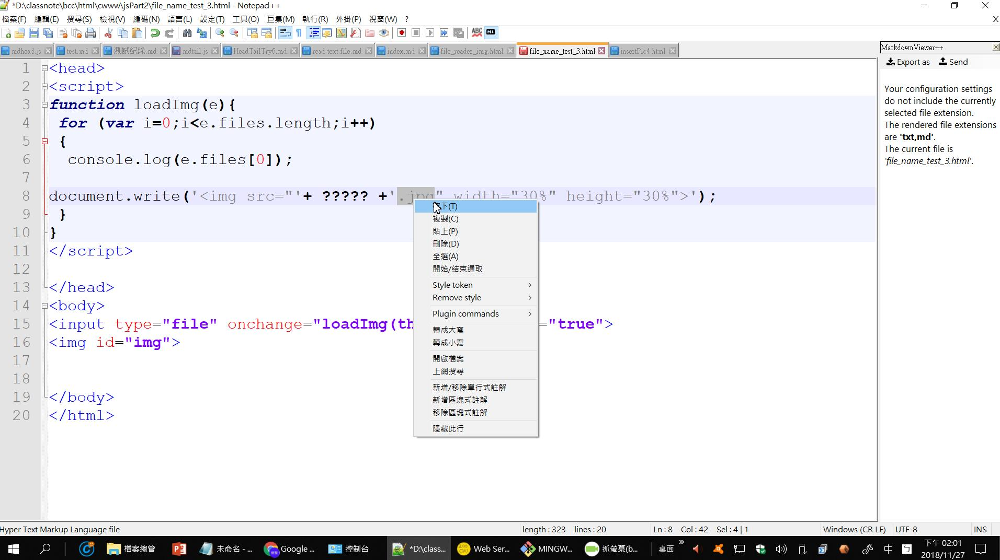 *D:\classnote\bcc\html\cwww\jsPart2\file_name_test_3.html - Notepad++
檔案(F) 編輯(E) 搜尋(S) 檢視(V) 編碼(N) 語言(L) 設定(T) 工具(O) 巨集(M) 執行(R) 外掛(P) 視窗(W) ? X
mdhead.js test.md 測試紀錄.md mdtail.js HeadTailTry6.md read text file.md index.md file_reader_img.html file_name_test_3.html insertPic4.html
1 <head>
2 <script>
3 function loadImg(e){
4 for (var i=0;i<e.files.length;i++)
5 {
6 console.log(e.files[0]);
7
8 document.write('<img src="'+ ????? +'.jpg" width="30%" height="30%">');
9 }
10 }
11 </script>
12
13 </head>
14 <body>
15 <input type="file" onchange="loadImg(th ="true">
16 <img id="img">
17
18
19 </body>
20 </html>
下(T)
複製(C)
貼上(P)
刪除(D)
全選(A)
開始/結束選取
Style token
Remove style
Plugin commands
轉成大寫
轉成小寫
開啟檔案
上網搜尋
新增/移除單行式註解
新增區塊式註解
移除區塊式註解
隱藏此行
MarkdownViewer++
Export as Send
Your configuration settings
do not include the currently
selected file extension.
The rendered file extensions
are 'txt,md'.
The current file is
'file_name_test_3.html'.
Hyper Text Markup Language file length : 323 lines : 20 Ln : 8 Col : 42 Sel : 4 | 1 Windows (CR LF) UTF-8 INS
檔案總管 未命名 - ... Google ... 控制台 *D:\class... Web Ser... MINGW... 抓螢幕(b... 桌面 中 下午 02:01
2018/11/27